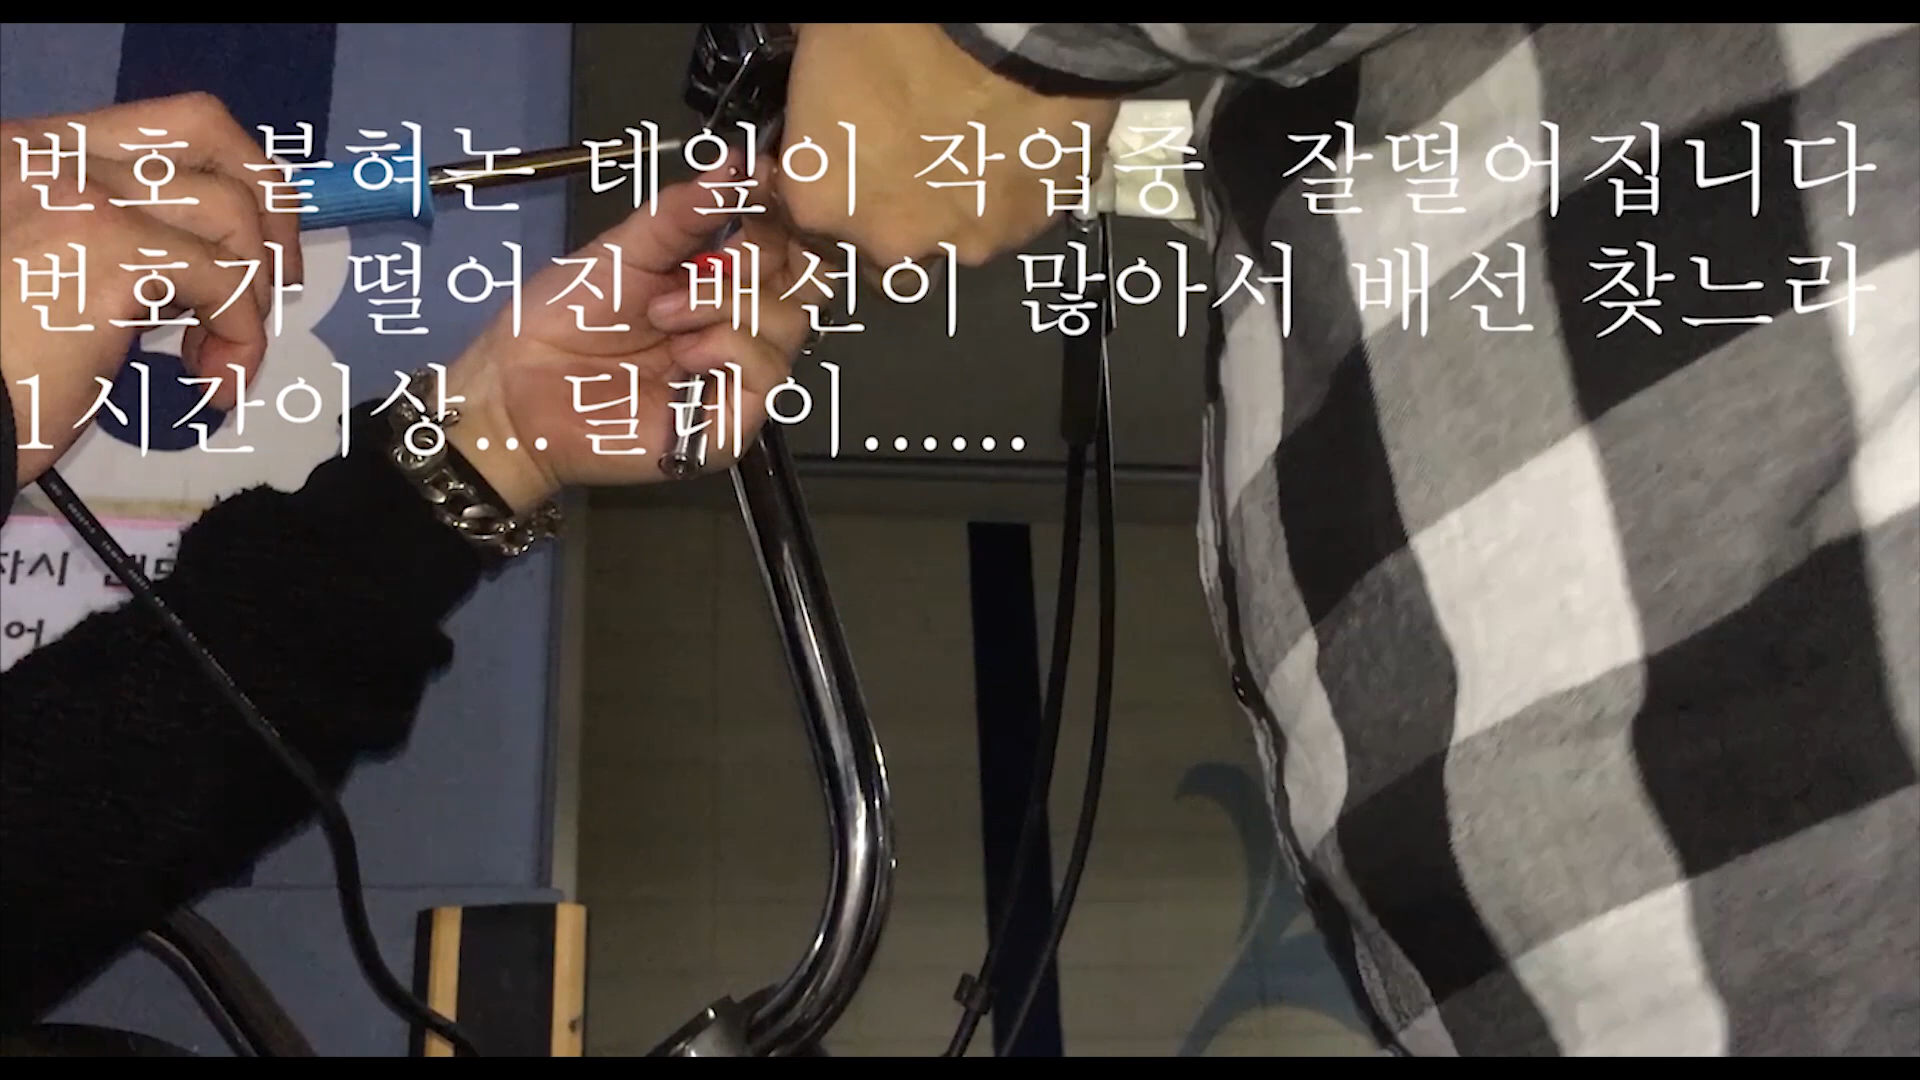 번호 붙혀논 테잎이 작업중 잘떨어집니다
번호가 떨어진 배선이 많아서 배선 찾느라
1시간이상...딜레이......